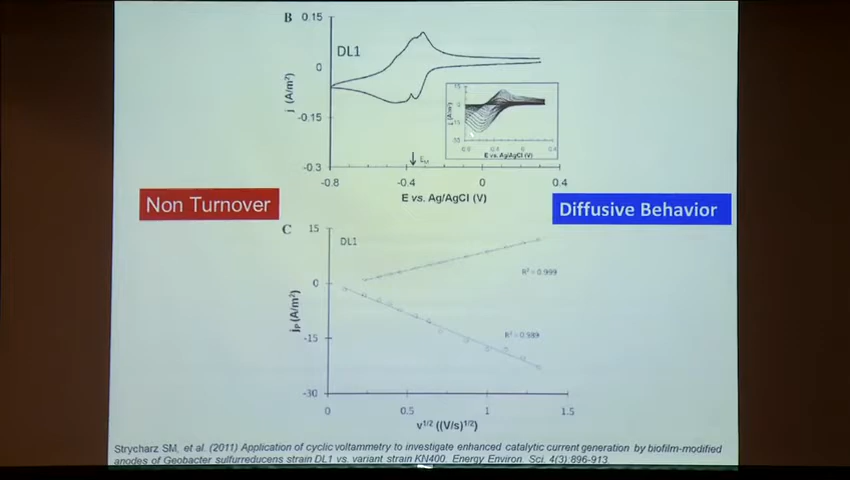 B
0.15
0
-0.15
-0.3
j (A/m²)
DL1
E_M
-0.8
-0.4
0
0.4
E vs. Ag/AgCl (V)
E vs. Ag/AgCl (V)
Non Turnover
Diffusive Behavior
C
15
0
-15
-30
DL1
R² = 0.999
R² = 0.989
0
0.5
1
1.5
v^1/2 ((V/s)^1/2)
Strycharz SM, et al. (2011) Application of cyclic voltammetry to investigate enhanced catalytic current generation by biofilm-modified
anodes of Geobacter sulfurreducens strain DL1 vs. variant strain KN400. Energy Environ. Sci. 4(3) 896-913.